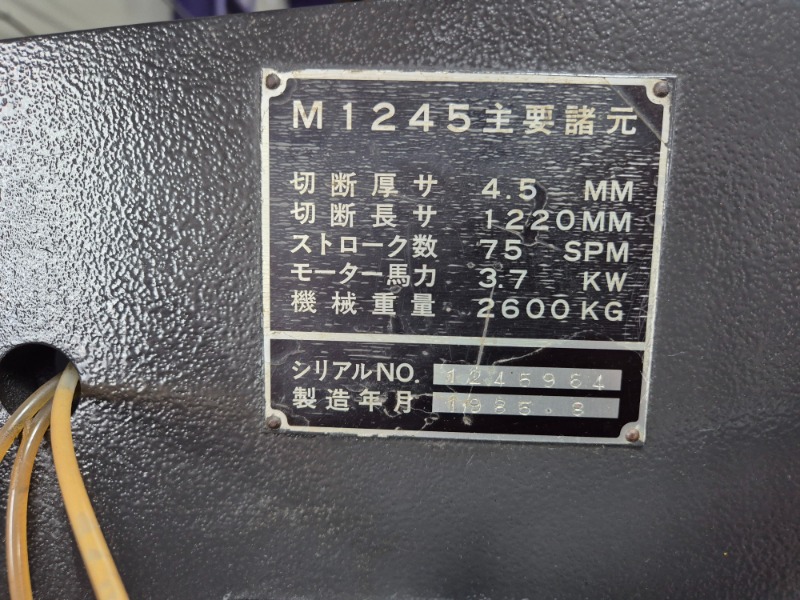 M1245主要諸元
切断厚サ 4.5 MM
切断長サ 1220MM
ストローク数 75 SPM
モーター馬力 3.7 KW
機械重量 2600KG
シリアルNO. 1245964
製造年月 1985.8